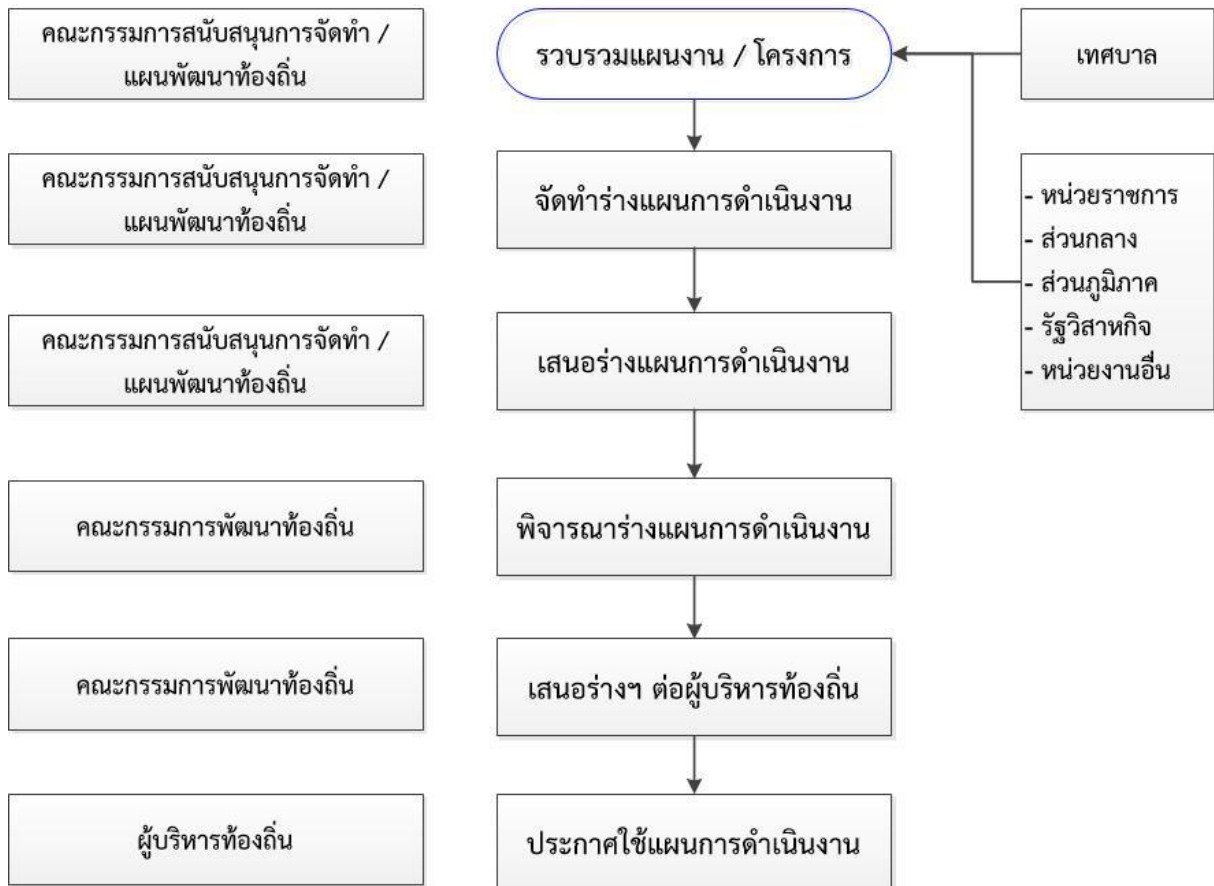 คณะกรรมการสนับสนุนการจัดทำ /
แผนพัฒนาท้องถิ่น
รวบรวมแผนงาน / โครงการ
เทศบาล
คณะกรรมการสนับสนุนการจัดทำ /
แผนพัฒนาท้องถิ่น
จัดทำร่างแผนการดำเนินงาน
- หน่วยราชการ
- ส่วนกลาง
- ส่วนภูมิภาค
- รัฐวิสาหกิจ
- หน่วยงานอื่น
คณะกรรมการสนับสนุนการจัดทำ /
แผนพัฒนาท้องถิ่น
เสนอร่างแผนการดำเนินงาน
คณะกรรมการพัฒนาท้องถิ่น
พิจารณาร่างแผนการดำเนินงาน
คณะกรรมการพัฒนาท้องถิ่น
เสนอร่างฯ ต่อผู้บริหารท้องถิ่น
ผู้บริหารท้องถิ่น
ประกาศใช้แผนการดำเนินงาน